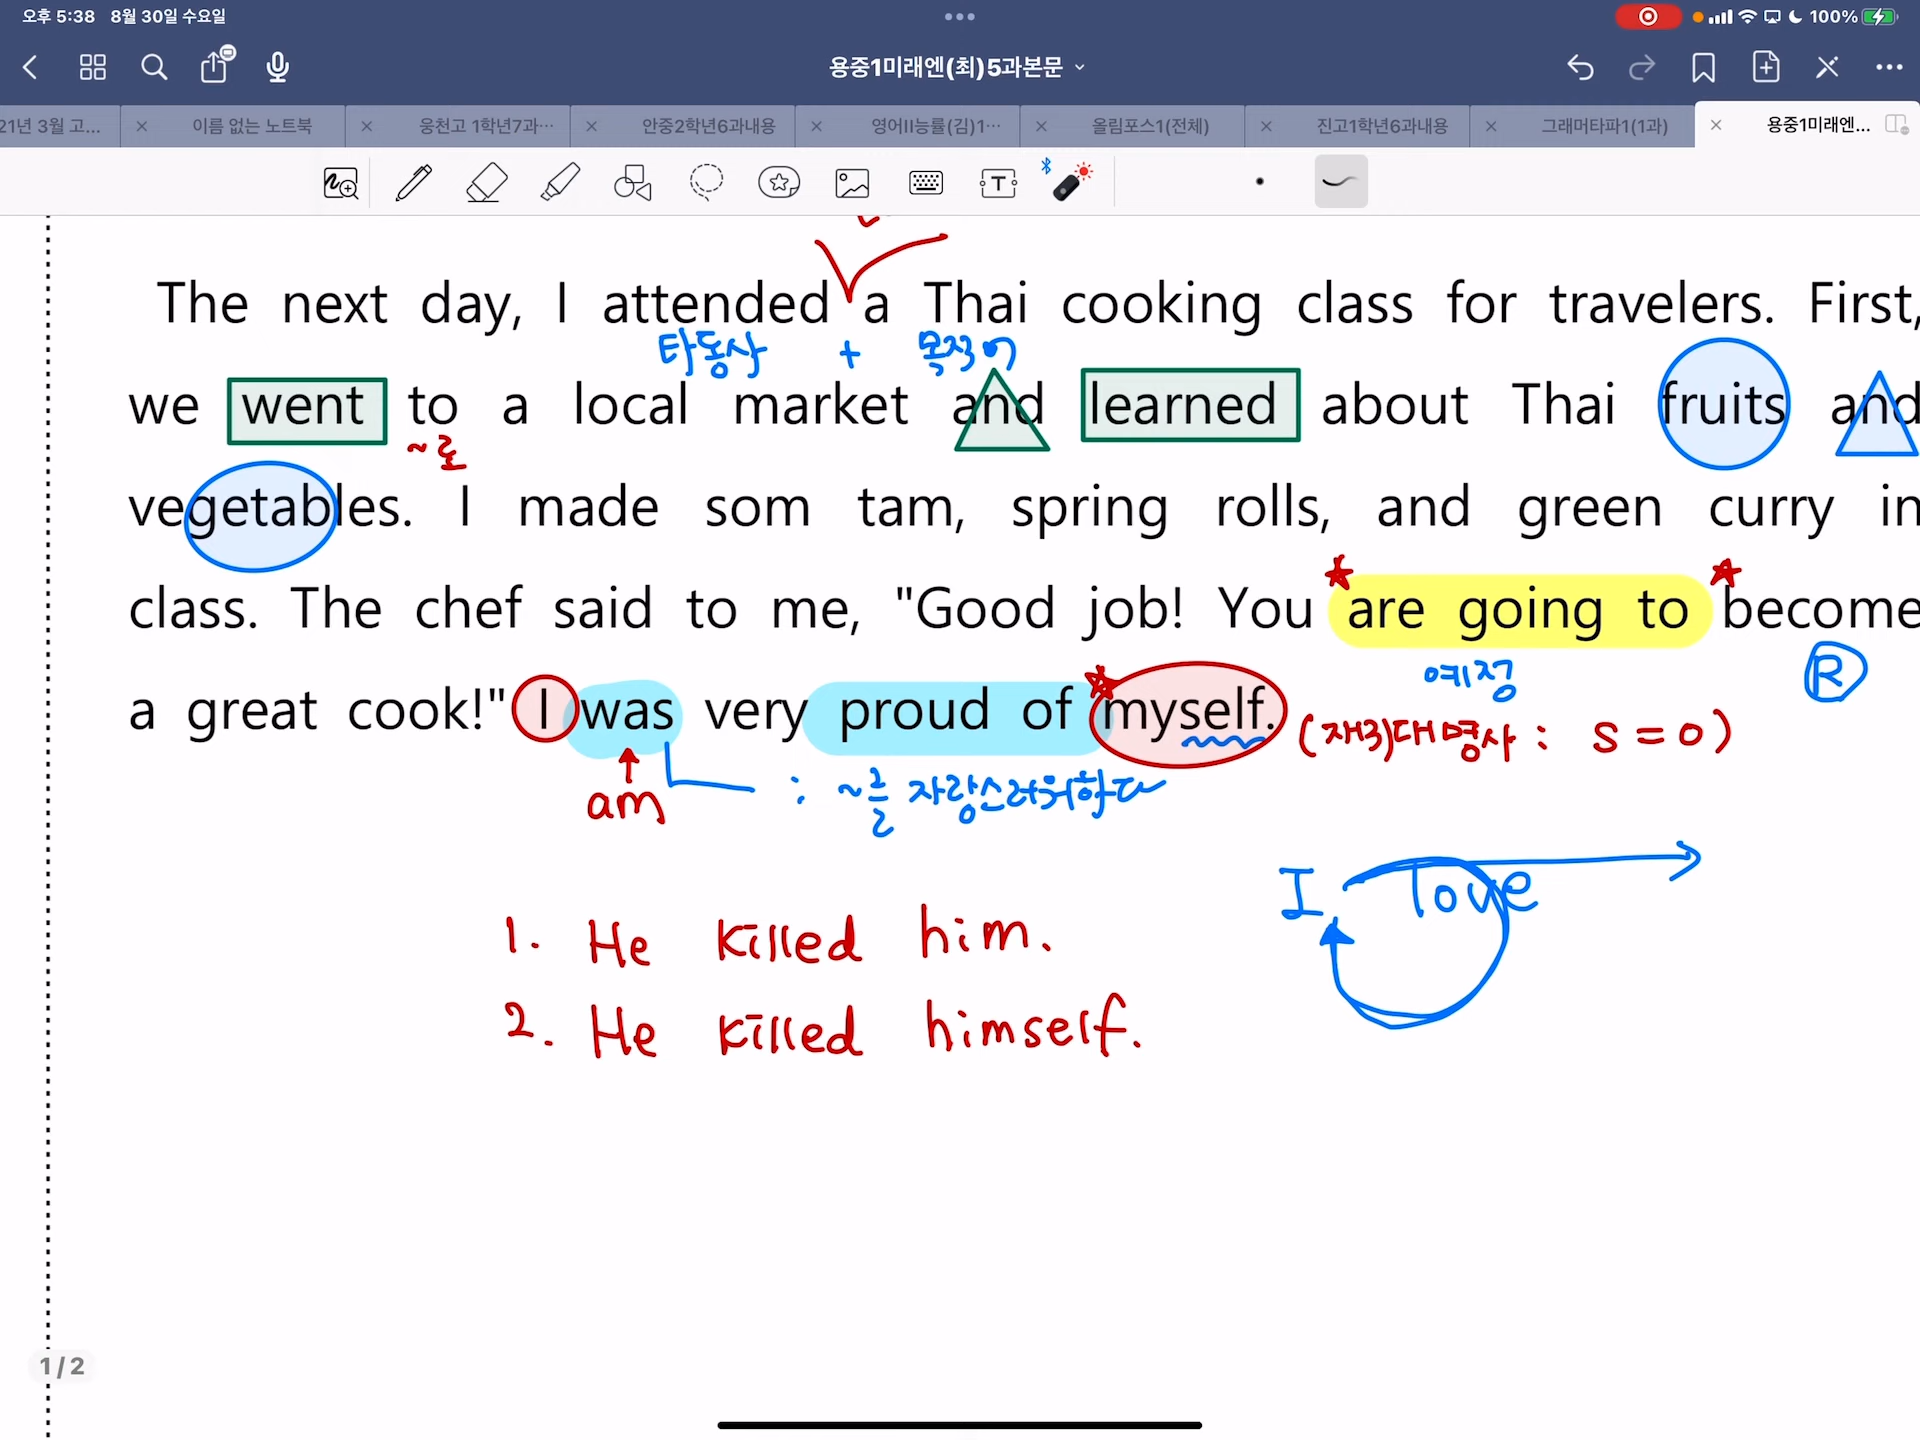 오후 5:38 8월 30일 수요일
100%
용중1미래엔(최)5과본문
21년 3월 고... 이름 없는 노트북 웅천고 1학년7과… 안중2학년6과내용 영어II능률(김)1… 올림포스1(전체) 진고1학년6과내용 그래머타파1(1과) 용중1미래엔...
The next day, I attended a Thai cooking class for travelers. First,
타동사 + 목적어
we went to a local market and learned about Thai fruits and
~로
vegetables. I made som tam, spring rolls, and green curry in
class. The chef said to me, "Good job! You are going to become
예정 R
a great cook!" I was very proud of myself. (재귀대명사 : s = o)
am : ~를 자랑스러워하다
I love
1. He killed him.
2. He killed himself.
1 / 2